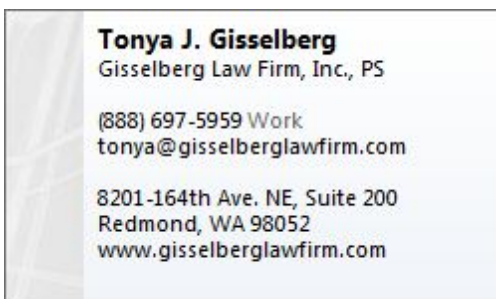 Tonya J. Gisselberg
Gisselberg Law Firm, Inc., PS
(888) 697-5959 Work
tonya@gisselberglawfirm.com
8201-164th Ave. NE, Suite 200
Redmond, WA 98052
www.gisselberglawfirm.com